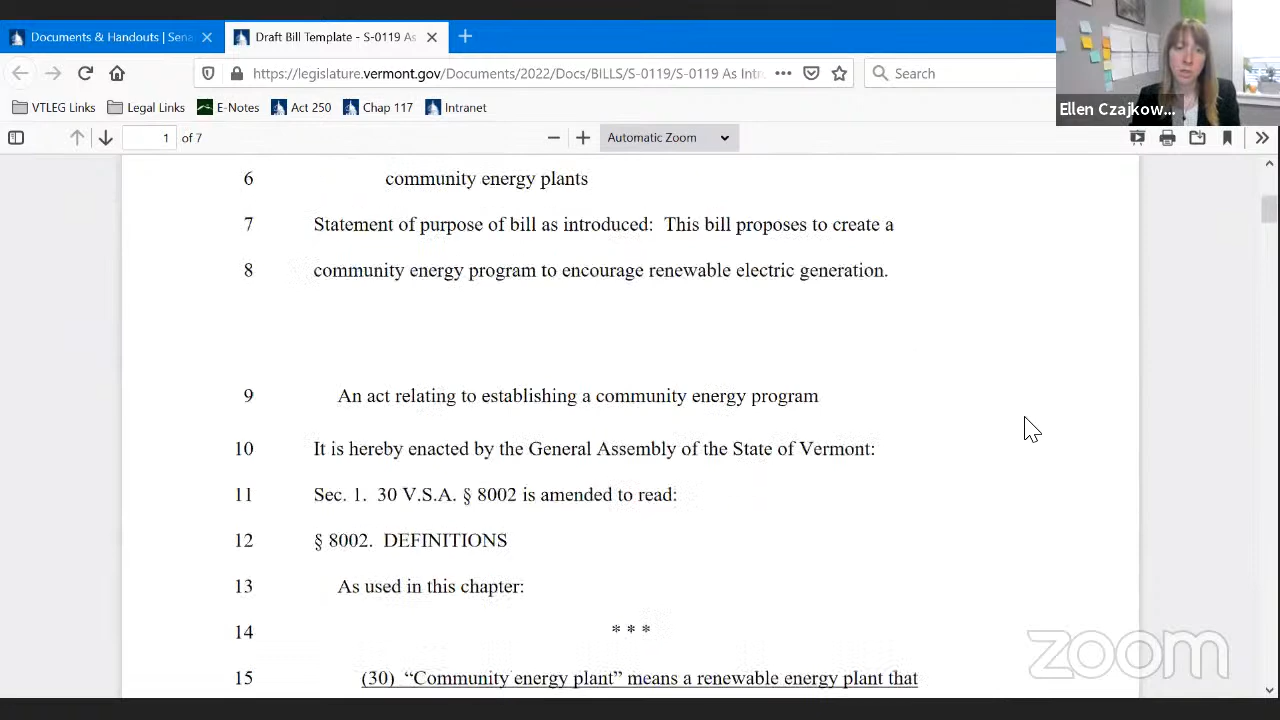 Documents & Handouts | Sena
Draft Bill Template - S-0119 As
https://legislature.vermont.gov/Documents/2022/Docs/BILLS/S-0119/S-0119 As Intr
Search
VTLEG Links
Legal Links
E-Notes
Act 250
Chap 117
Intranet
Ellen Czajkow...
1 of 7
Automatic Zoom
6 community energy plants
7 Statement of purpose of bill as introduced: This bill proposes to create a
8 community energy program to encourage renewable electric generation.
9 An act relating to establishing a community energy program
10 It is hereby enacted by the General Assembly of the State of Vermont:
11 Sec. 1. 30 V.S.A. § 8002 is amended to read:
12 § 8002. DEFINITIONS
13 As used in this chapter:
14 * * *
15 (30) “Community energy plant” means a renewable energy plant that
zoom